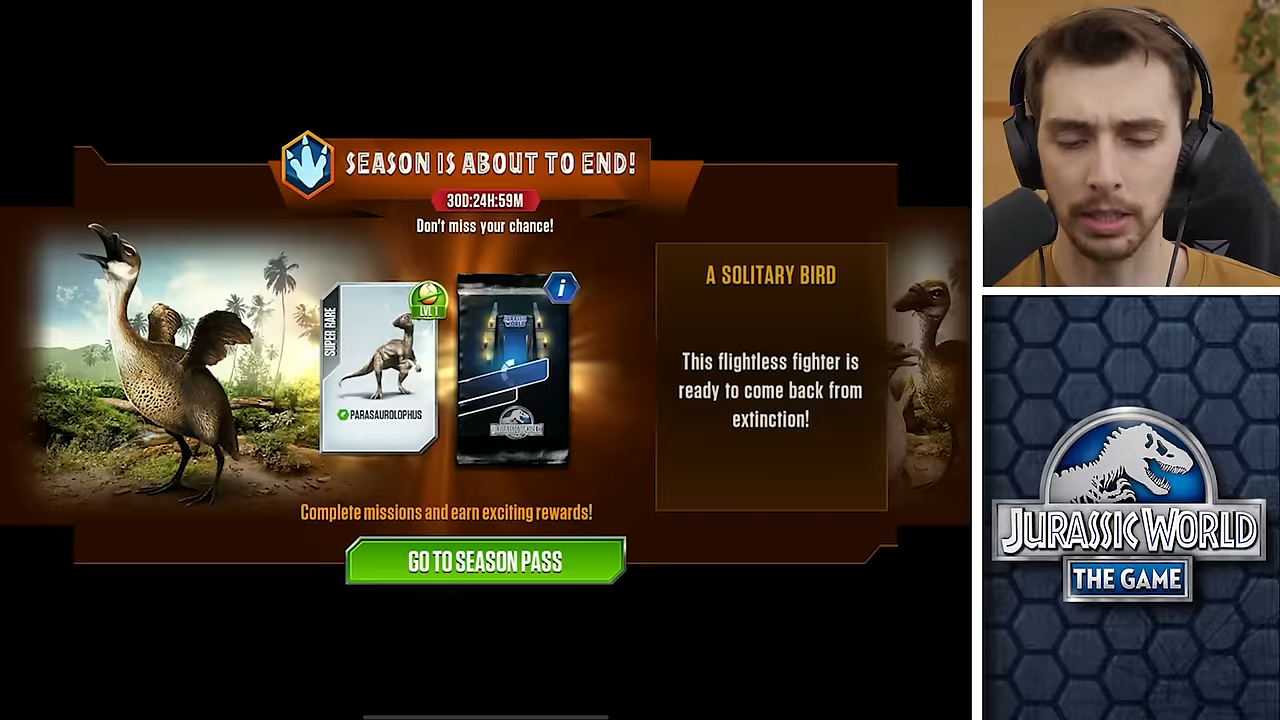 SEASON IS ABOUT TO END!
30D:24H:59M
Don't miss your chance!
SUPER RARE
LVL 1
PARASAUROLOPHUS
JURASSIC
WORLD
i
A SOLITARY BIRD
This flightless fighter is
ready to come back from
extinction!
Complete missions and earn exciting rewards!
GO TO SEASON PASS
JURASSIC WORLD
THE GAME